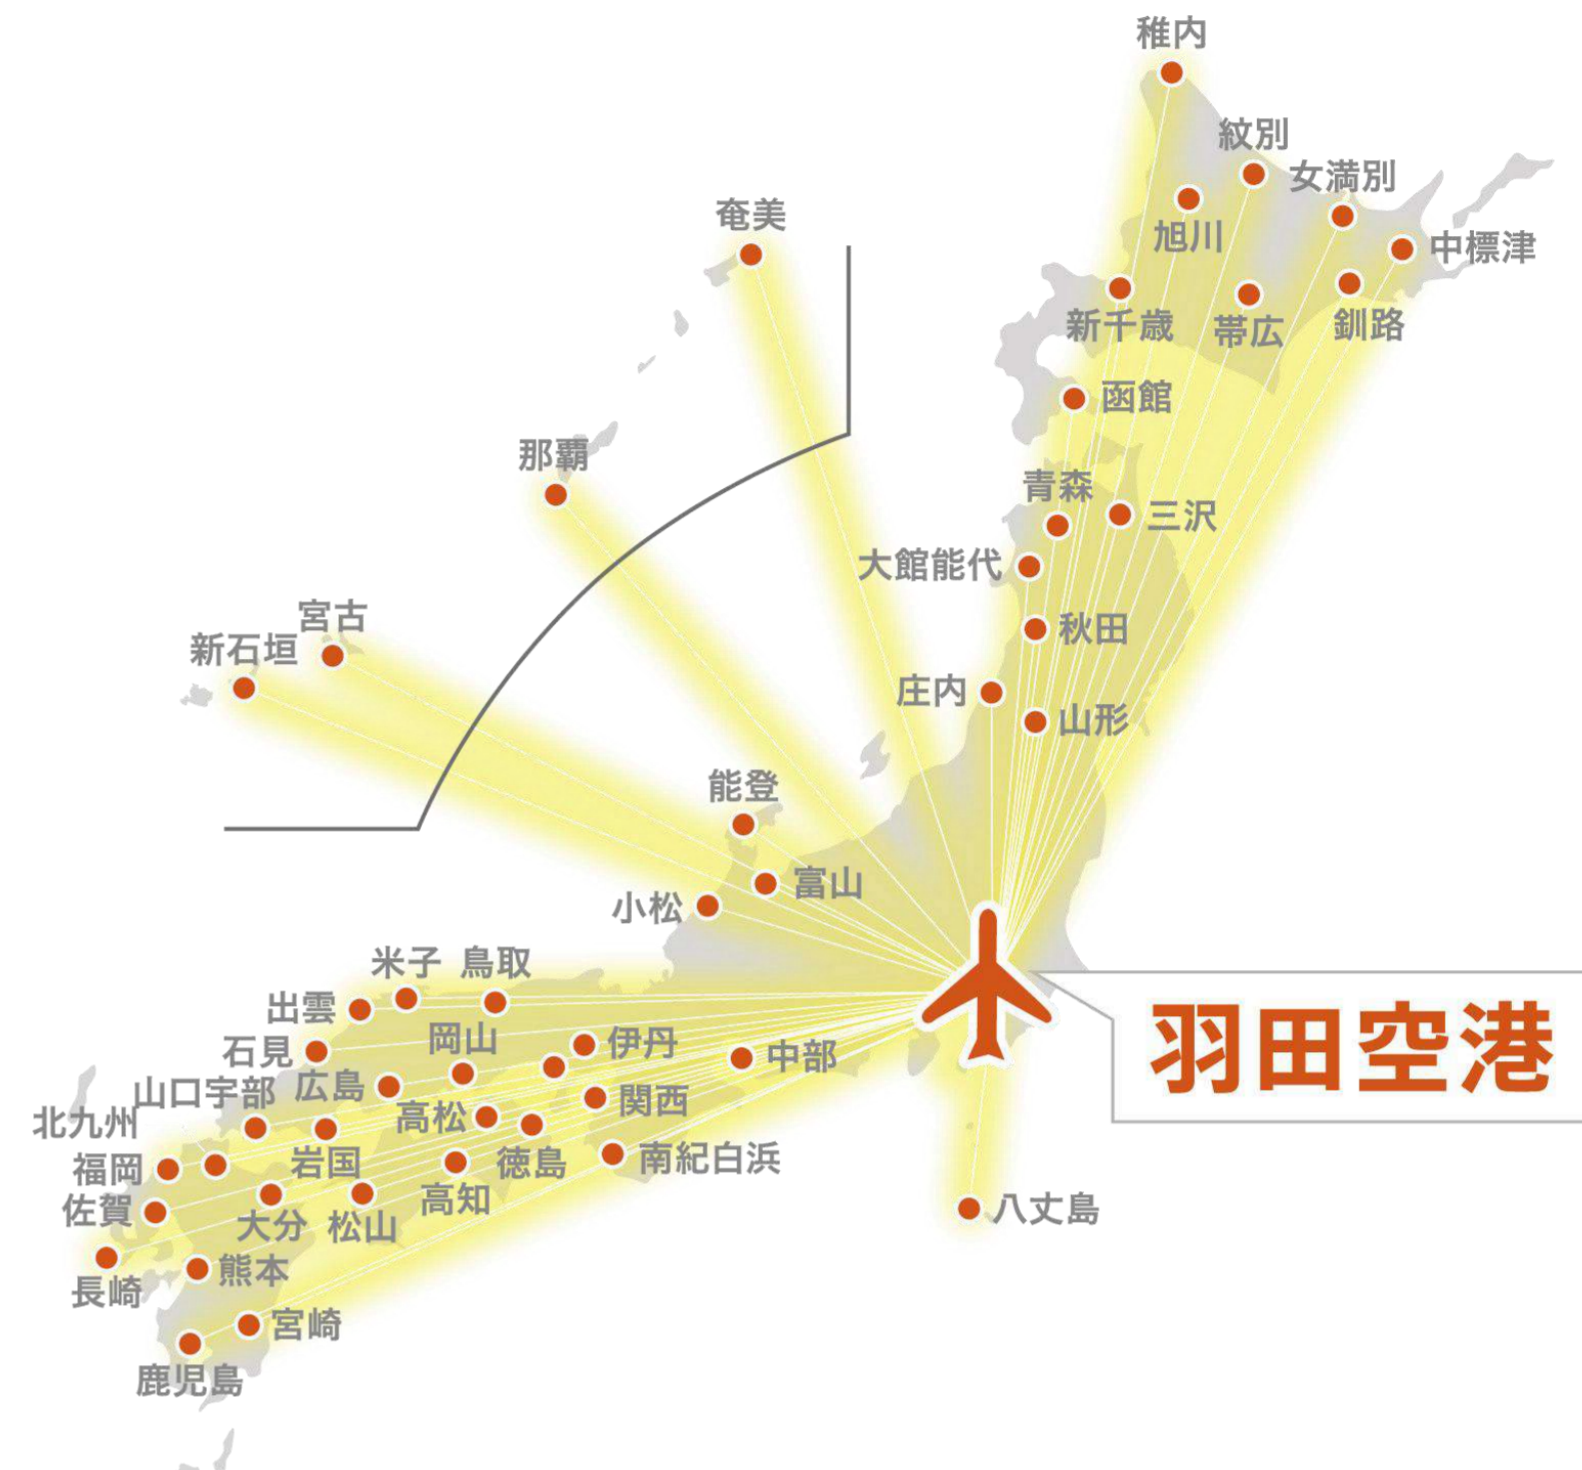 稚内
紋別
女満別
旭川
中標津
奄美
新千歳
帯広
釧路
函館
那覇
青森
三沢
大館能代
宮古
秋田
新石垣
庄内
山形
能登
富山
小松
米子
鳥取
出雲
岡山
伊丹
石見
中部
山口宇部
広島
関西
北九州
高松
福岡
岩国
徳島
南紀白浜
佐賀
高知
大分
松山
八丈島
熊本
長崎
宮崎
鹿児島
羽田空港